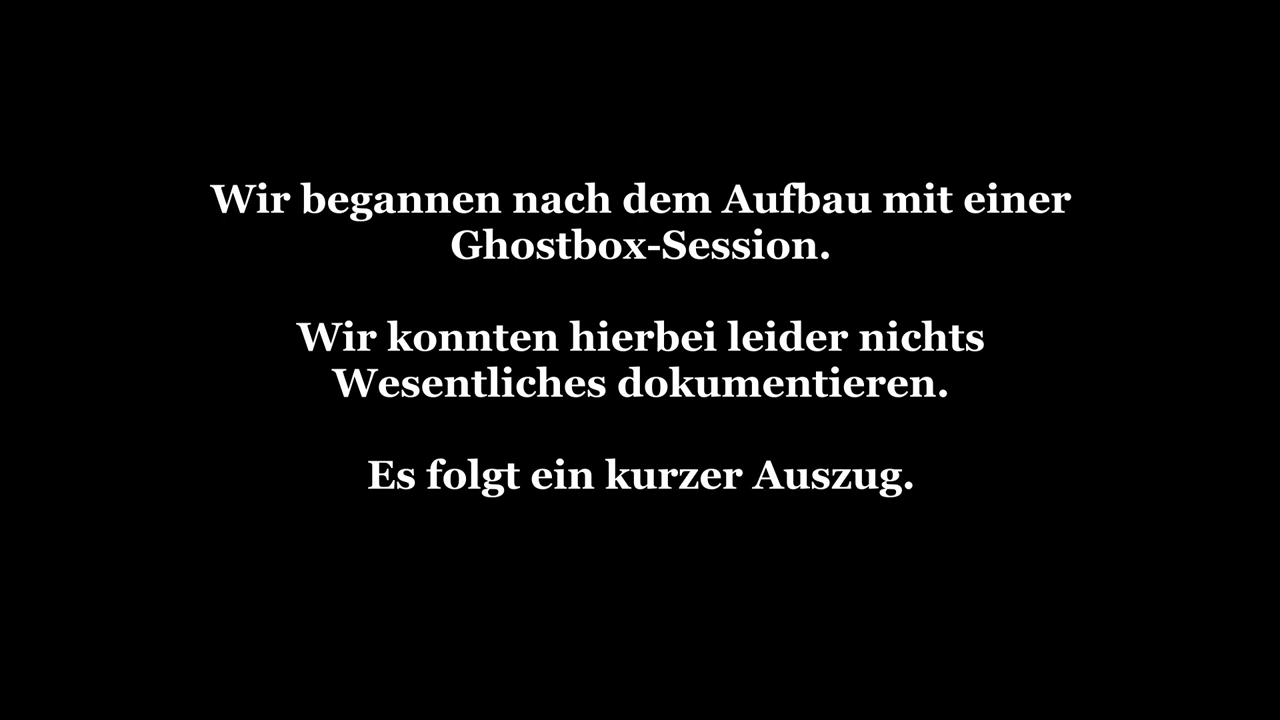 Wir begannen nach dem Aufbau mit einer
Ghostbox-Session.
Wir konnten hierbei leider nichts
Wesentliches dokumentieren.
Es folgt ein kurzer Auszug.